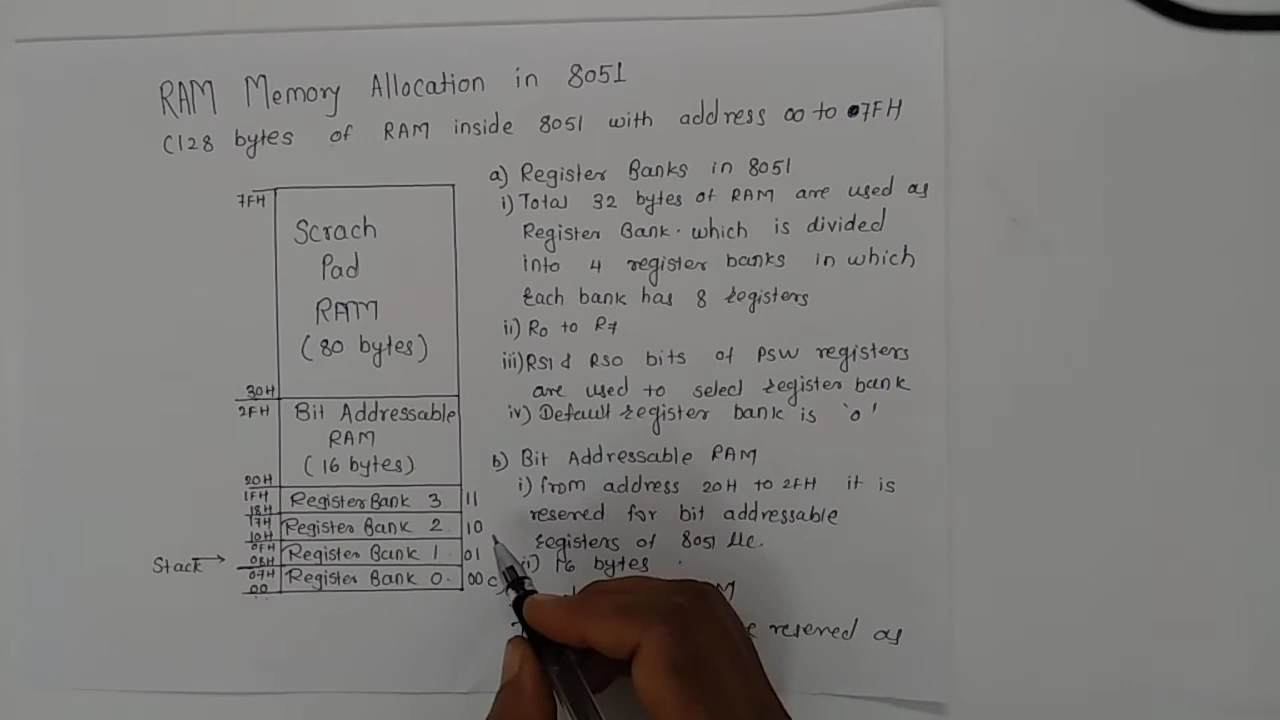 RAM Memory Allocation in 8051
(128 bytes of RAM inside 8051 with address 00 to 07FH
7FH
Scrach
Pad
RAM
(80 bytes)
30H
2FH
Bit Addressable
RAM
(16 bytes)
20H
1FH
Register Bank 3 11
18H
17H
Register Bank 2. 10
10H
0FH
Register Bank 1. 01
08H
Stack →
07H
Register Bank 0. 00
00
a) Register Banks in 8051
i) Total 32 bytes of RAM are used as
Register Bank. which is divided
into 4 register banks in which
Each bank has 8 registers
ii) R0 to R7
iii) RS1 & RS0 bits of PSW registers
are used to select register bank
iv) Default register bank is '0'
b) Bit Addressable RAM
i) from address 20H to 2FH it is
resered for bit addressable
registers of 8051 uc.
ii) 16 bytes .
c)
resered as